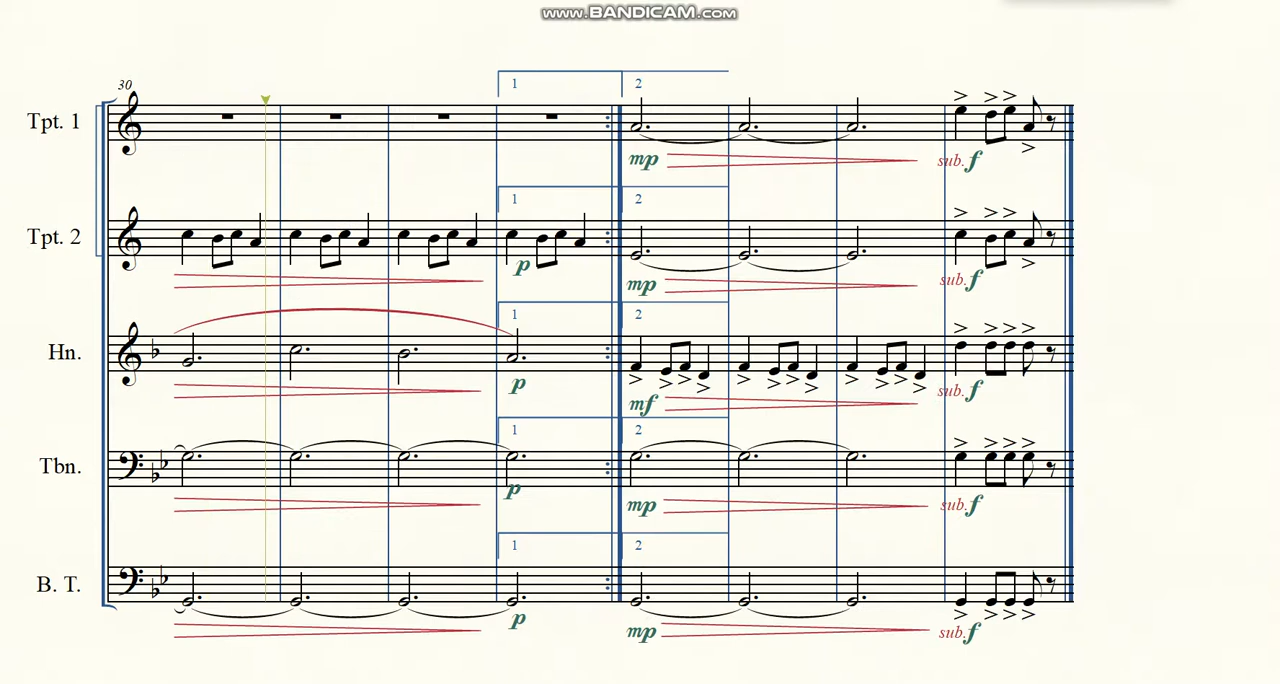 www.BANDICAM.com
30
1 2
Tpt. 1
mp sub. f
1 2
Tpt. 2
p mp sub. f
1 2
Hn.
p mf sub. f
1 2
Tbn.
p mp sub. f
1 2
B. T.
p mp sub. f